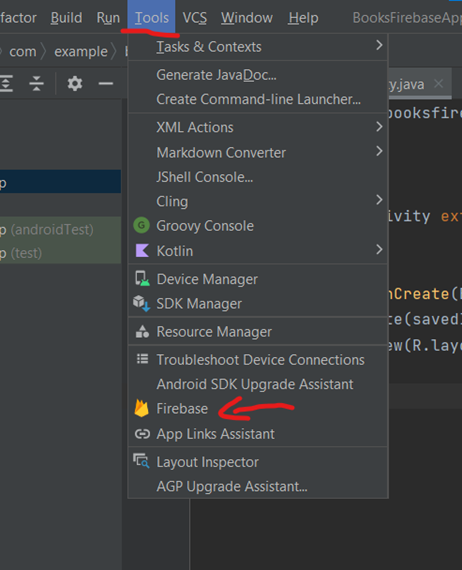 efactor Build Run Tools VCS Window Help BooksFirebaseApp
com example
Tasks & Contexts
y.java
Generate JavaDoc...
Create Command-line Launcher...
booksfire
XML Actions
Markdown Converter
JShell Console...
p
Cling
ivity ext
Groovy Console
p (androidTest)
Kotlin
p (test)
Device Manager
nCreate(
SDK Manager
te(savedI
Resource Manager
ew(R.layo
Troubleshoot Device Connections
Android SDK Upgrade Assistant
Firebase
App Links Assistant
Layout Inspector
AGP Upgrade Assistant...